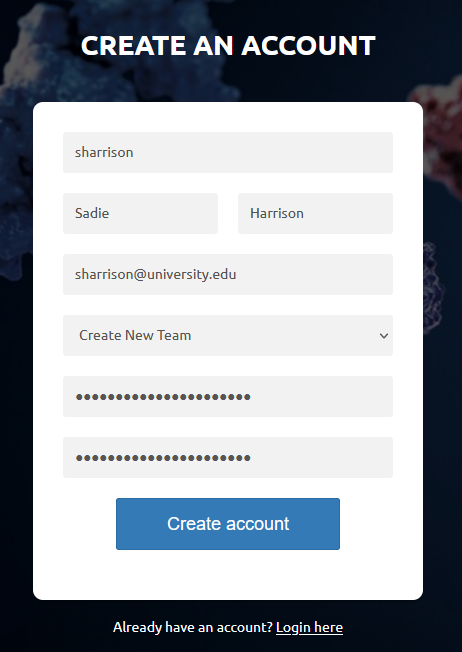 CREATE AN ACCOUNT
sharrison
Sadie Harrison
sharrison@university.edu
Create New Team
••••••••••••••••••••••
••••••••••••••••••••••
Create account
Already have an account? Login here